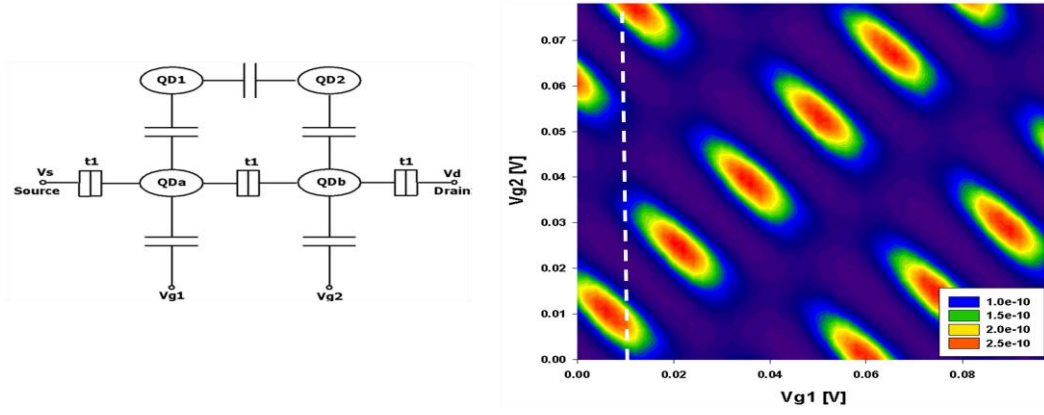 QD1
QD2
Vs
t1
t1
t1
Vd
Source
QDa
QDb
Drain
Vg1
Vg2
0.07
0.06
0.05
0.04
0.03
0.02
0.01
0.00
Vg2 [V]
0.00
0.02
0.04
0.06
0.08
Vg1 [V]
1.0e-10
1.5e-10
2.0e-10
2.5e-10